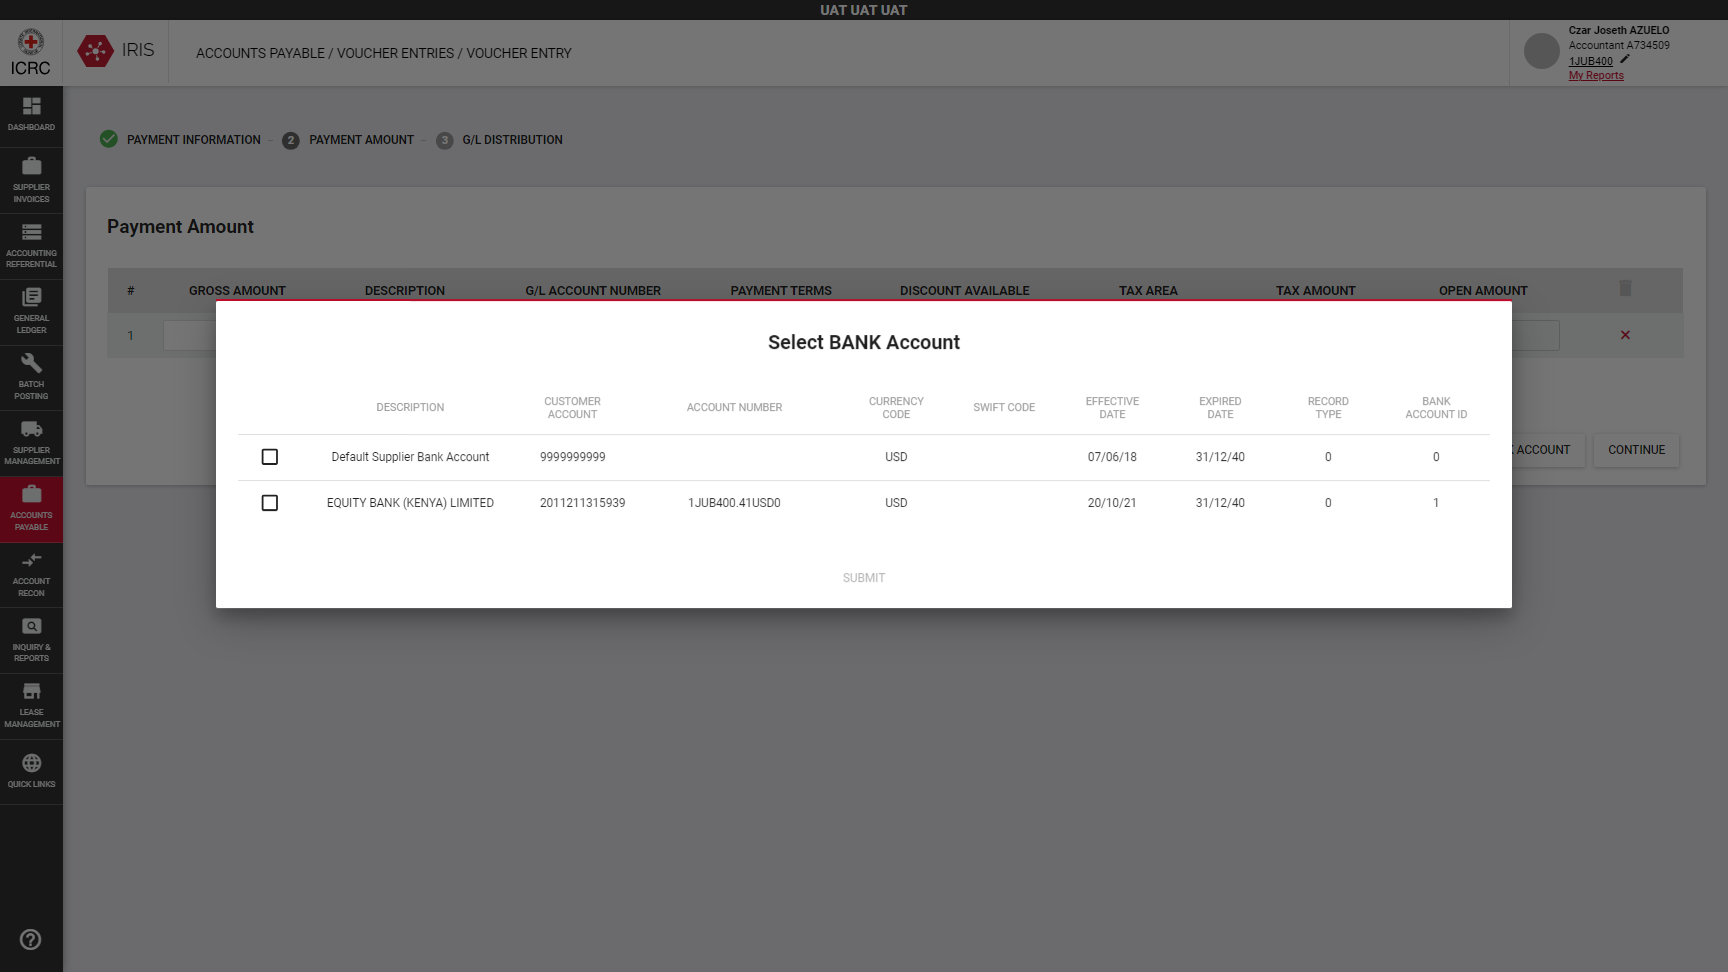 UAT UAT UAT
ICRC
IRIS
ACCOUNTS PAYABLE / VOUCHER ENTRIES / VOUCHER ENTRY
Czar Joseth AZUELO
Accountant A734509
1JUB400
My Reports
DASHBOARD
SUPPLIER
INVOICES
ACCOUNTING
REFERENTIAL
GENERAL
LEDGER
BATCH
POSTING
SUPPLIER
MANAGEMENT
ACCOUNTS
PAYABLE
ACCOUNT
RECON
INQUIRY &
REPORTS
LEASE
MANAGEMENT
QUICK LINKS
PAYMENT INFORMATION - 2 PAYMENT AMOUNT - 3 G/L DISTRIBUTION
Payment Amount
# GROSS AMOUNT DESCRIPTION G/L ACCOUNT NUMBER PAYMENT TERMS DISCOUNT AVAILABLE TAX AREA TAX AMOUNT OPEN AMOUNT
1
ACCOUNT
CONTINUE
Select BANK Account
DESCRIPTION CUSTOMER ACCOUNT ACCOUNT NUMBER CURRENCY CODE SWIFT CODE EFFECTIVE DATE EXPIRED DATE RECORD TYPE BANK ACCOUNT ID
Default Supplier Bank Account 9999999999 USD 07/06/18 31/12/40 0 0
EQUITY BANK (KENYA) LIMITED 2011211315939 1JUB400.41USD0 USD 20/10/21 31/12/40 0 1
SUBMIT